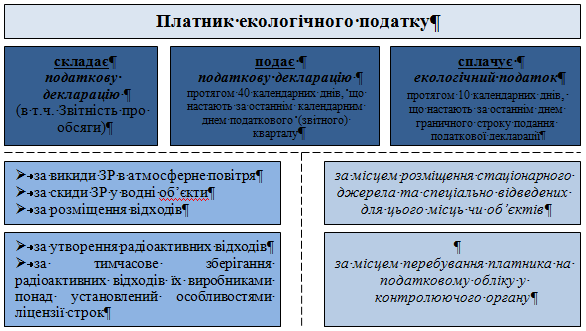 Платник·екологічного·податку¶
складає¶
податкову·
декларацію¶
(в·т.ч.·Звітність·про·
обсяги)¶
подає¶
податкову·декларацію¶
протягом·40·календарних·днів,·що·
настають·за·останнім·календарним·
днем·податкового·(звітного)·
кварталу¶
сплачує¶
екологічний·податок¶
протягом·10·календарних·днів,·
що·настають·за·останнім·днем·
граничного·строку·подання·
податкової·декларації¶
➢→за·викиди·ЗР·в·атмосферне·повітря¶
➢→за·скиди·ЗР·у·водні·об’єкти¶
➢→за·розміщення·відходів¶
за·місцем·розміщення·стаціонарного·
джерела·та·спеціально·відведених·
для·цього·місць·чи·об’єктів¶
➢→за·утворення·радіоактивних·відходів¶
➢→за· тимчасове· зберігання·
радіоактивних· відходів· їх· виробниками·
понад· установлений· особливостями·
ліцензії·строк¶
¶
за·місцем·перебування·платника·на·
податковому·обліку·у·
контролюючого·органу¶